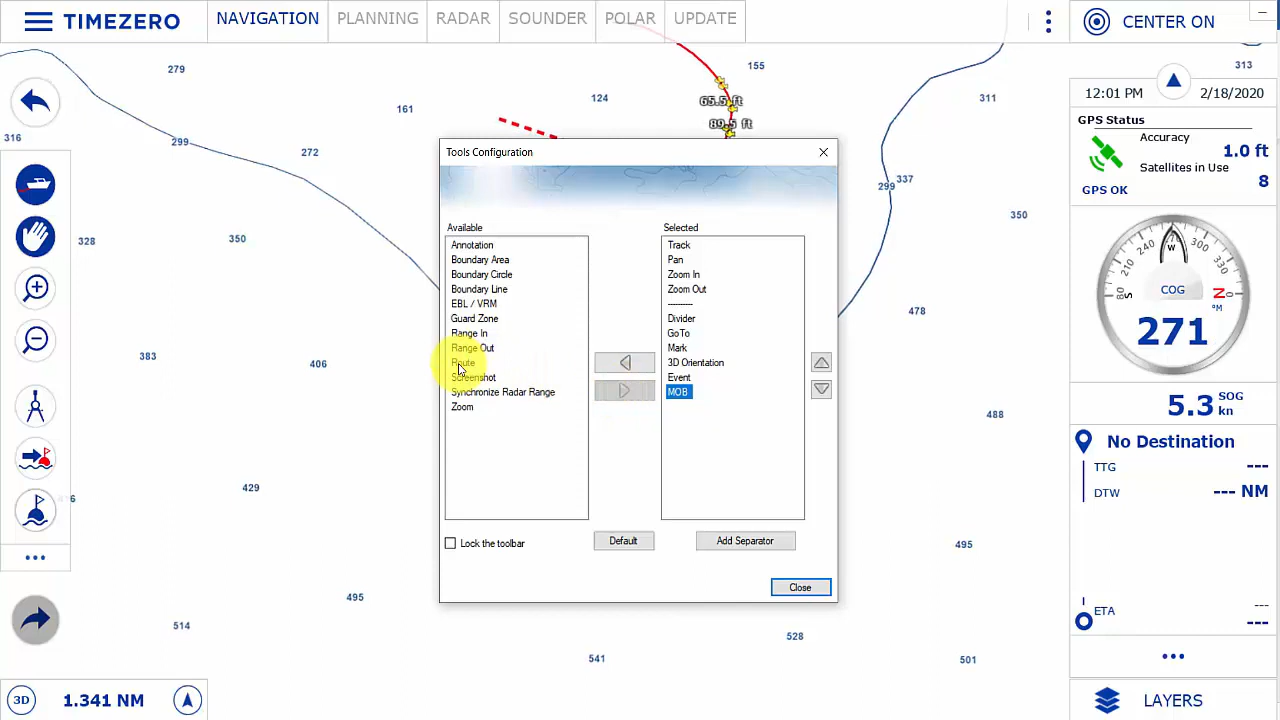 TIMEZERO
NAVIGATION
PLANNING
RADAR
SOUNDER
POLAR
UPDATE
CENTER ON
279
155
313
161
124
311
316
299
272
65.5 ft
89.5 ft
337
299
350
328
350
478
383
406
488
429
495
495
514
541
528
501
12:01 PM
2/18/2020
GPS Status
Accuracy
1.0 ft
Satellites in Use
8
GPS OK
240
W
300
210
330
S
N
COG
°M
271
5.3 SOG kn
No Destination
TTG ---
DTW --- NM
ETA ---
---
LAYERS
Tools Configuration
Available
Annotation
Boundary Area
Boundary Circle
Boundary Line
EBL / VRM
Guard Zone
Range In
Range Out
Route
Screenshot
Synchronize Radar Range
Zoom
Selected
Track
Pan
Zoom In
Zoom Out
----------
Divider
GoTo
Mark
3D Orientation
Event
MOB
Lock the toolbar
Default
Add Separator
Close
3D
1.341 NM